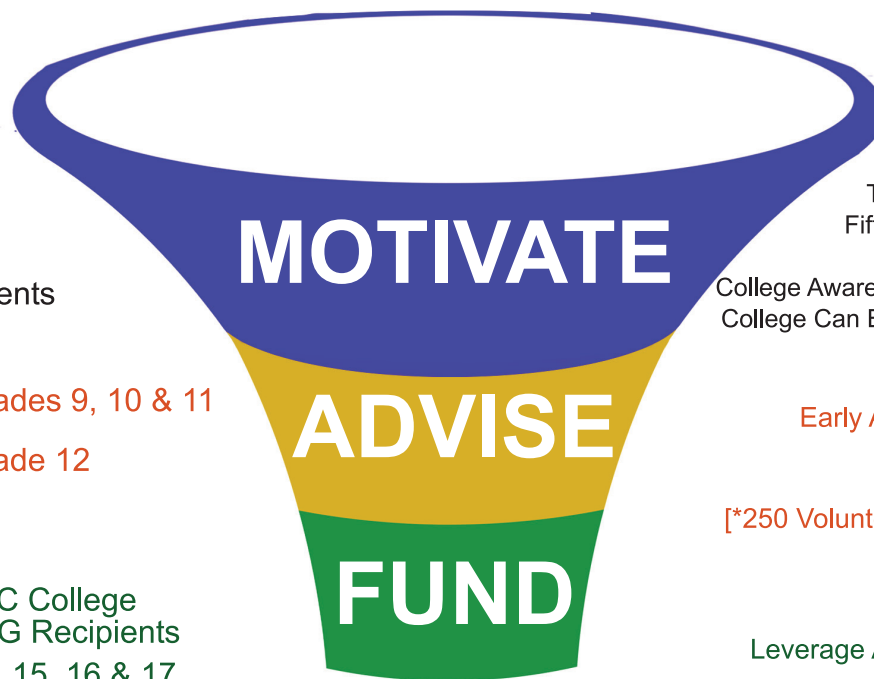 MOTIVATE
ADVISE
FUND
ents
ades 9, 10 & 11
ade 12
C College
G Recipients
15, 16 & 17
T
Fif
College Aware
College Can E
Early A
[*250 Volunt
Leverage A